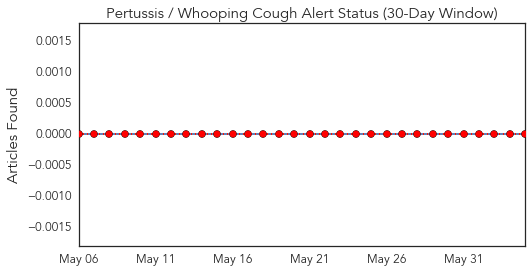 Pertussis / Whooping Cough Alert Status (30-Day Window)
Articles Found
0.0015
0.0010
0.0005
0.0000
−0.0005
−0.0010
−0.0015
May 06
May 11
May 16
May 21
May 26
May 31